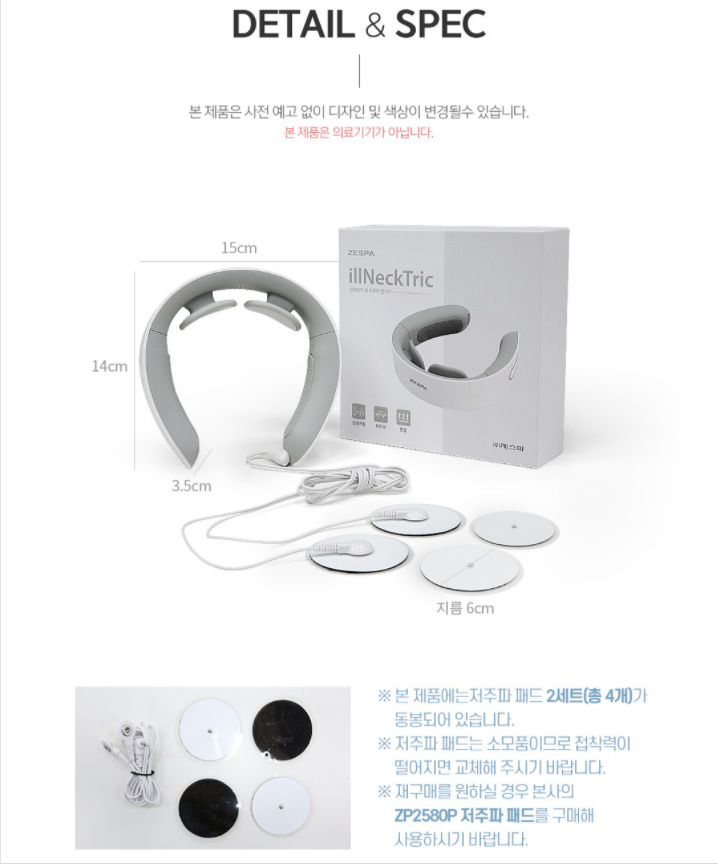 DETAIL & SPEC
본 제품은 사전 예고 없이 디자인 및 색상이 변경될수 있습니다.
본 제품은 의료기기가 아닙니다.
15cm
14cm
3.5cm
ZESPA
illNeckTric
ZESPA
온열
(주)제스파
지름 6cm
※ 본 제품에는저주파 패드 2세트(총 4개)가
동봉되어 있습니다.
※ 저주파 패드는 소모품이므로 접착력이
떨어지면 교체해 주시기 바랍니다.
※ 재구매를 원하실 경우 본사의
ZP2580P 저주파 패드를 구매해
사용하시기 바랍니다.